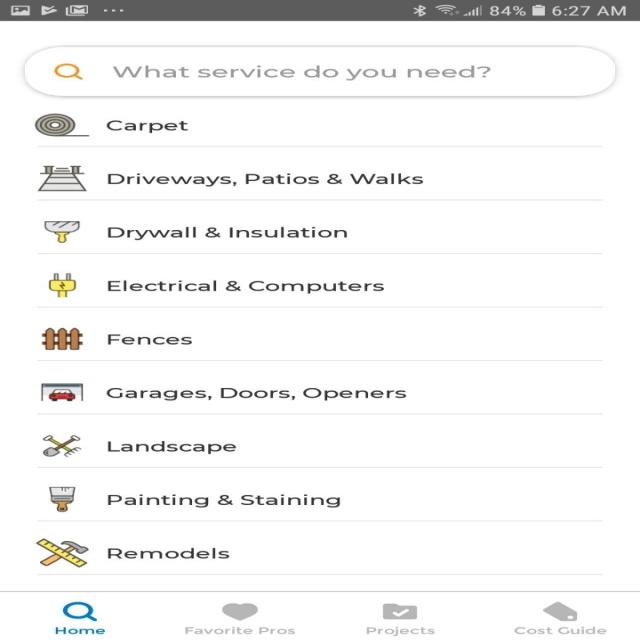 84% 6:27 AM
What service do you need?
Carpet
Driveways, Patios & Walks
Drywall & Insulation
Electrical & Computers
Fences
Garages, Doors, Openers
Landscape
Painting & Staining
Remodels
Home Favorite Pros Projects Cost Guide